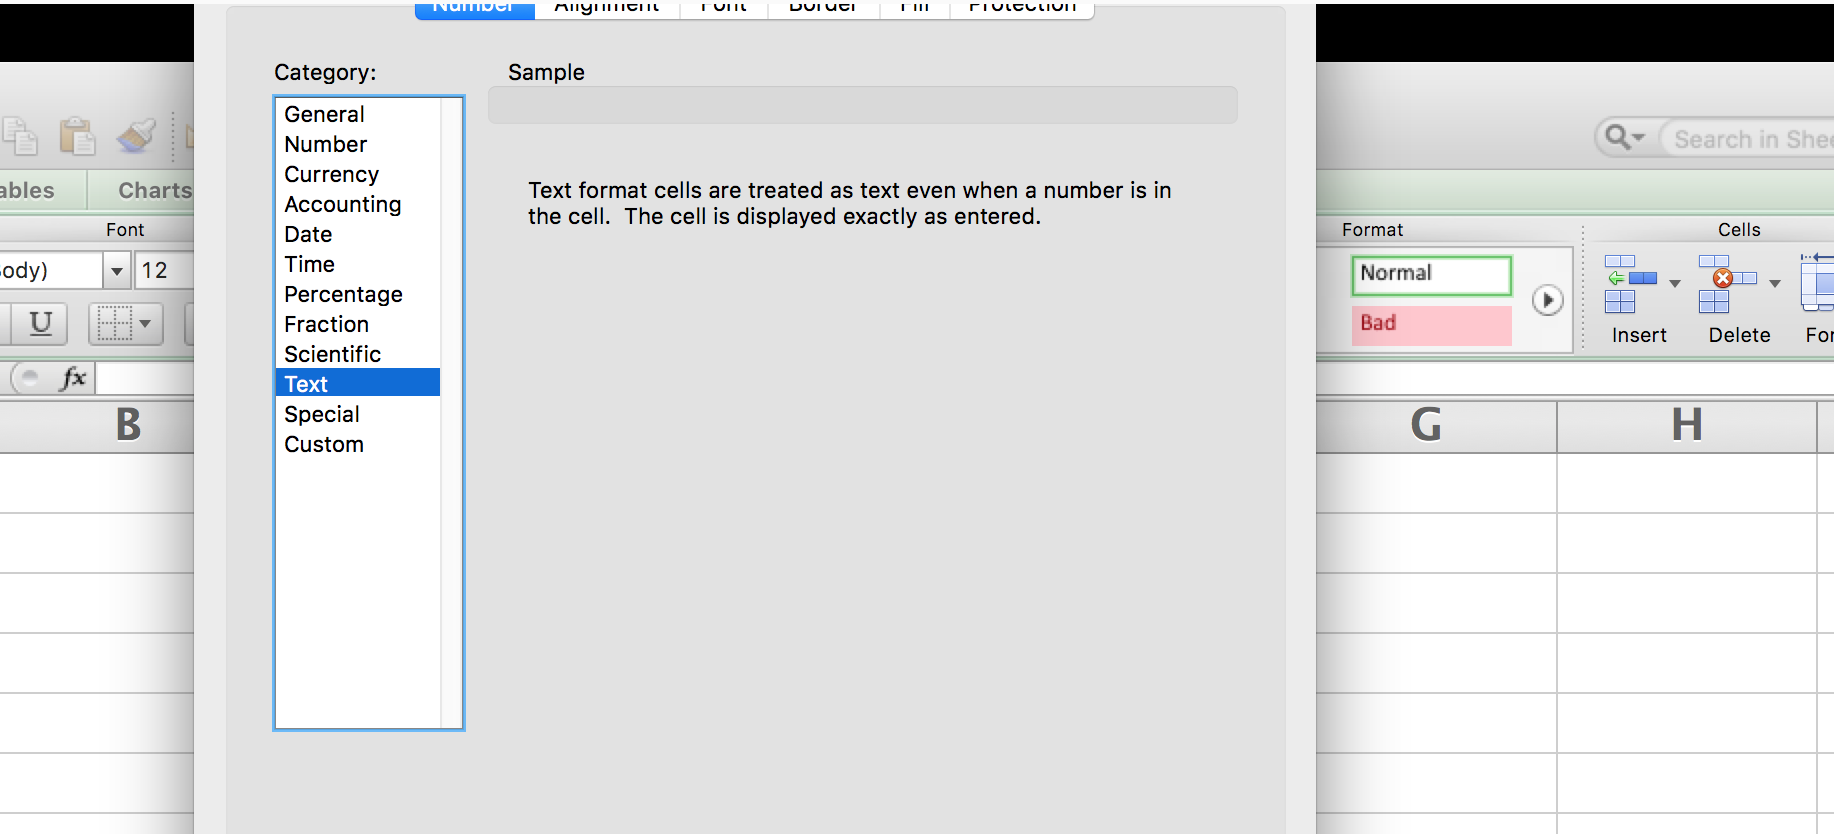 Number Alignment Font Border Fill Protection
Category:
Sample
General
Number
Currency
Accounting
Date
Time
Percentage
Fraction
Scientific
Text
Special
Custom
Text format cells are treated as text even when a number is in
the cell.  The cell is displayed exactly as entered.
Search in Shee
ables
Charts
Font
Format
Cells
ody)
12
U
Normal
Bad
Insert
Delete
For
fx
B
G
H